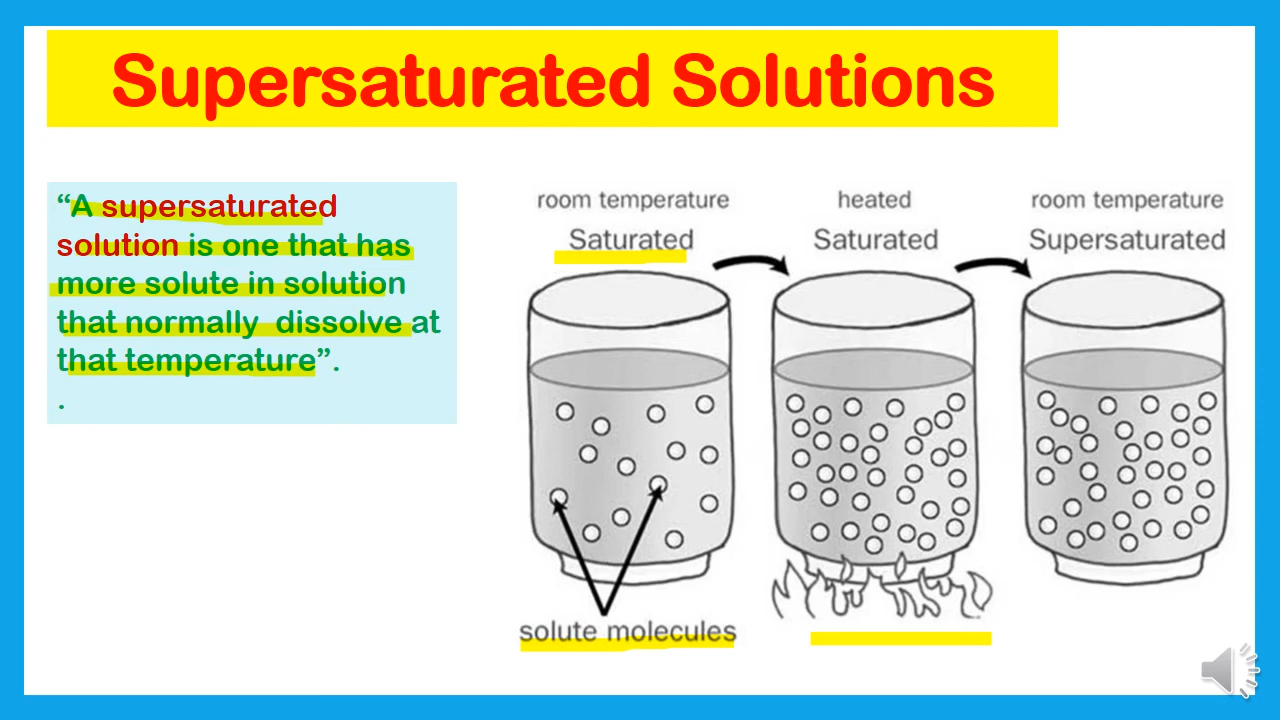 Supersaturated Solutions
“A supersaturated
solution is one that has
more solute in solution
that normally dissolve at
that temperature”.
.
room temperature
Saturated
heated
Saturated
room temperature
Supersaturated
solute molecules